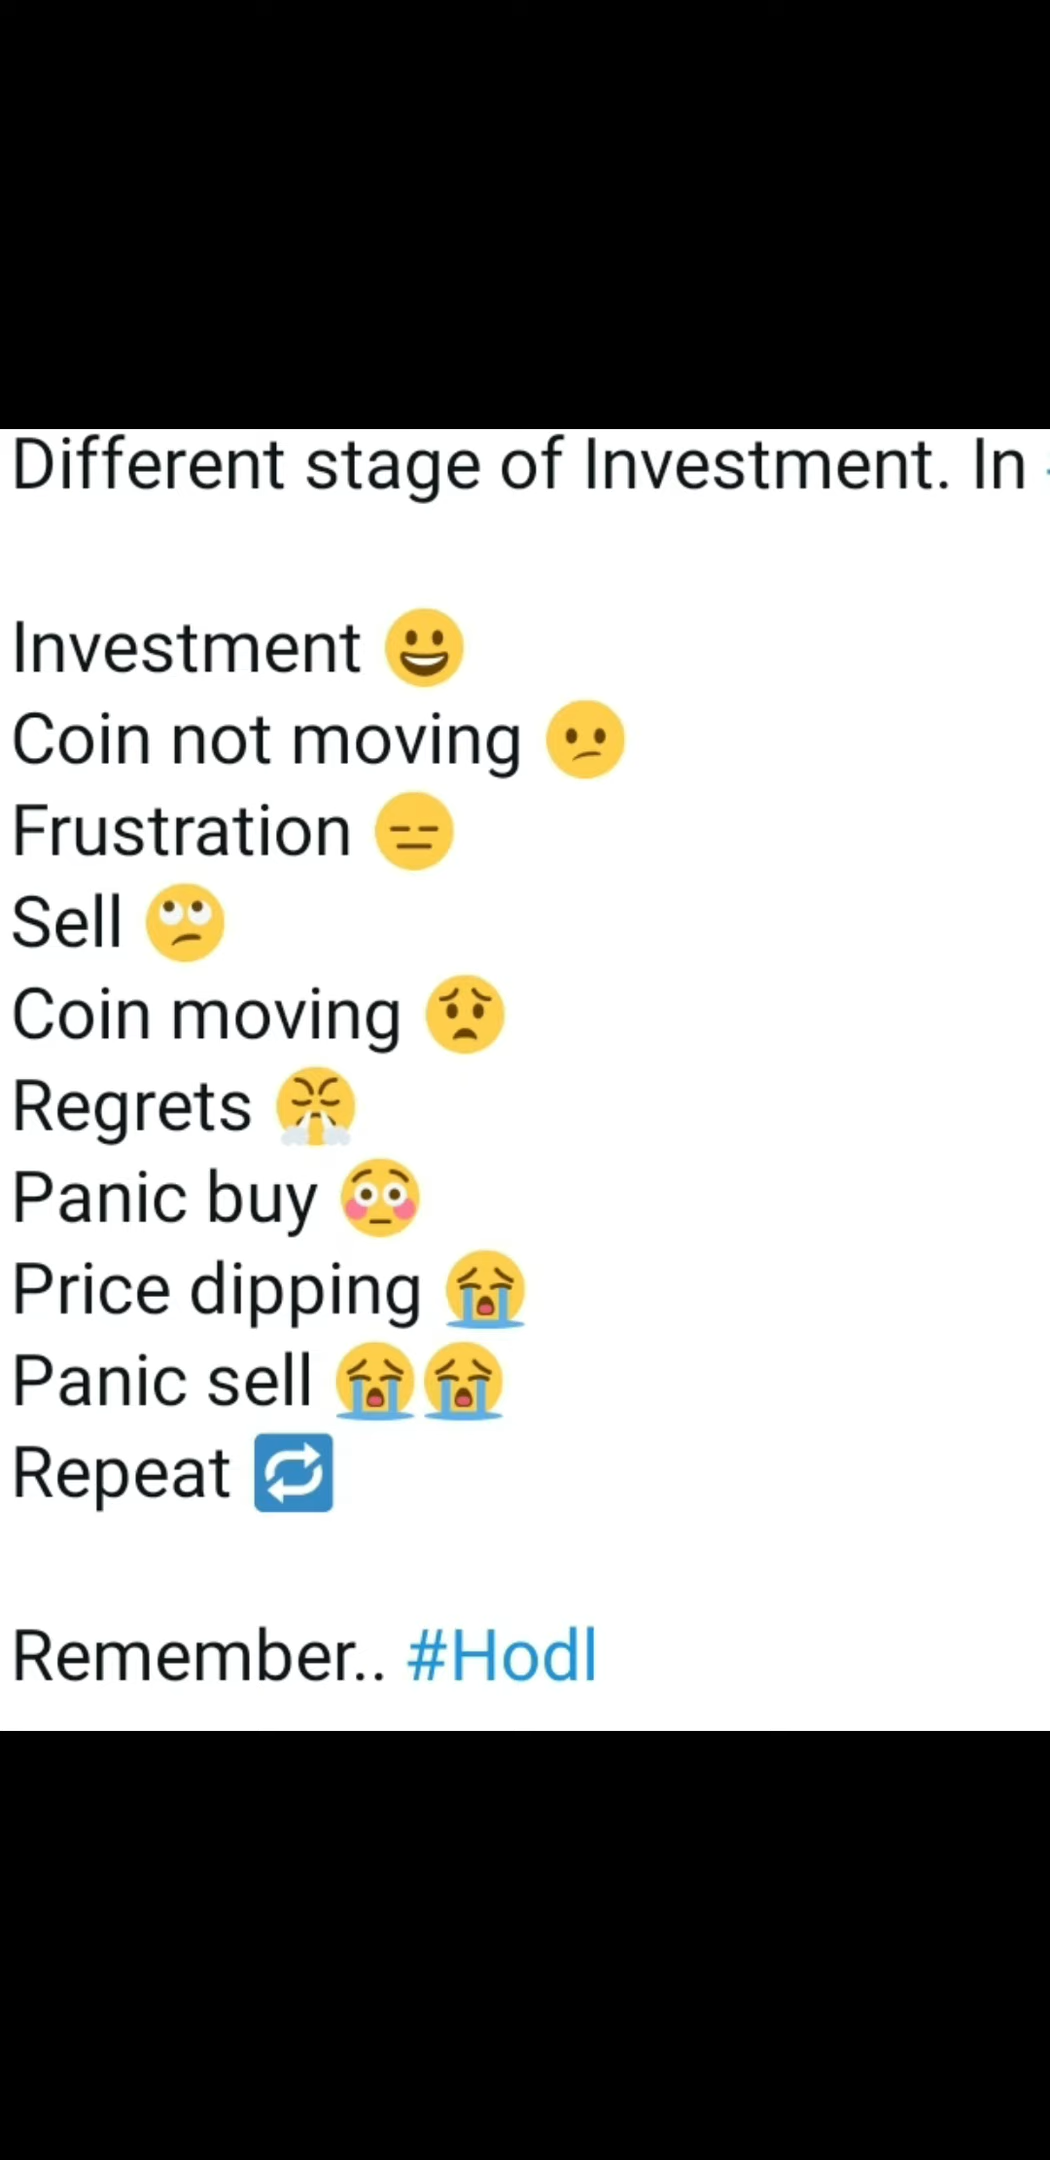 Different stage of Investment. In
Investment 😀
Coin not moving 😕
Frustration 😑
Sell 🙄
Coin moving 😟
Regrets 😤
Panic buy 😳
Price dipping 😭
Panic sell 😭😭
Repeat 🔁
Remember.. #Hodl